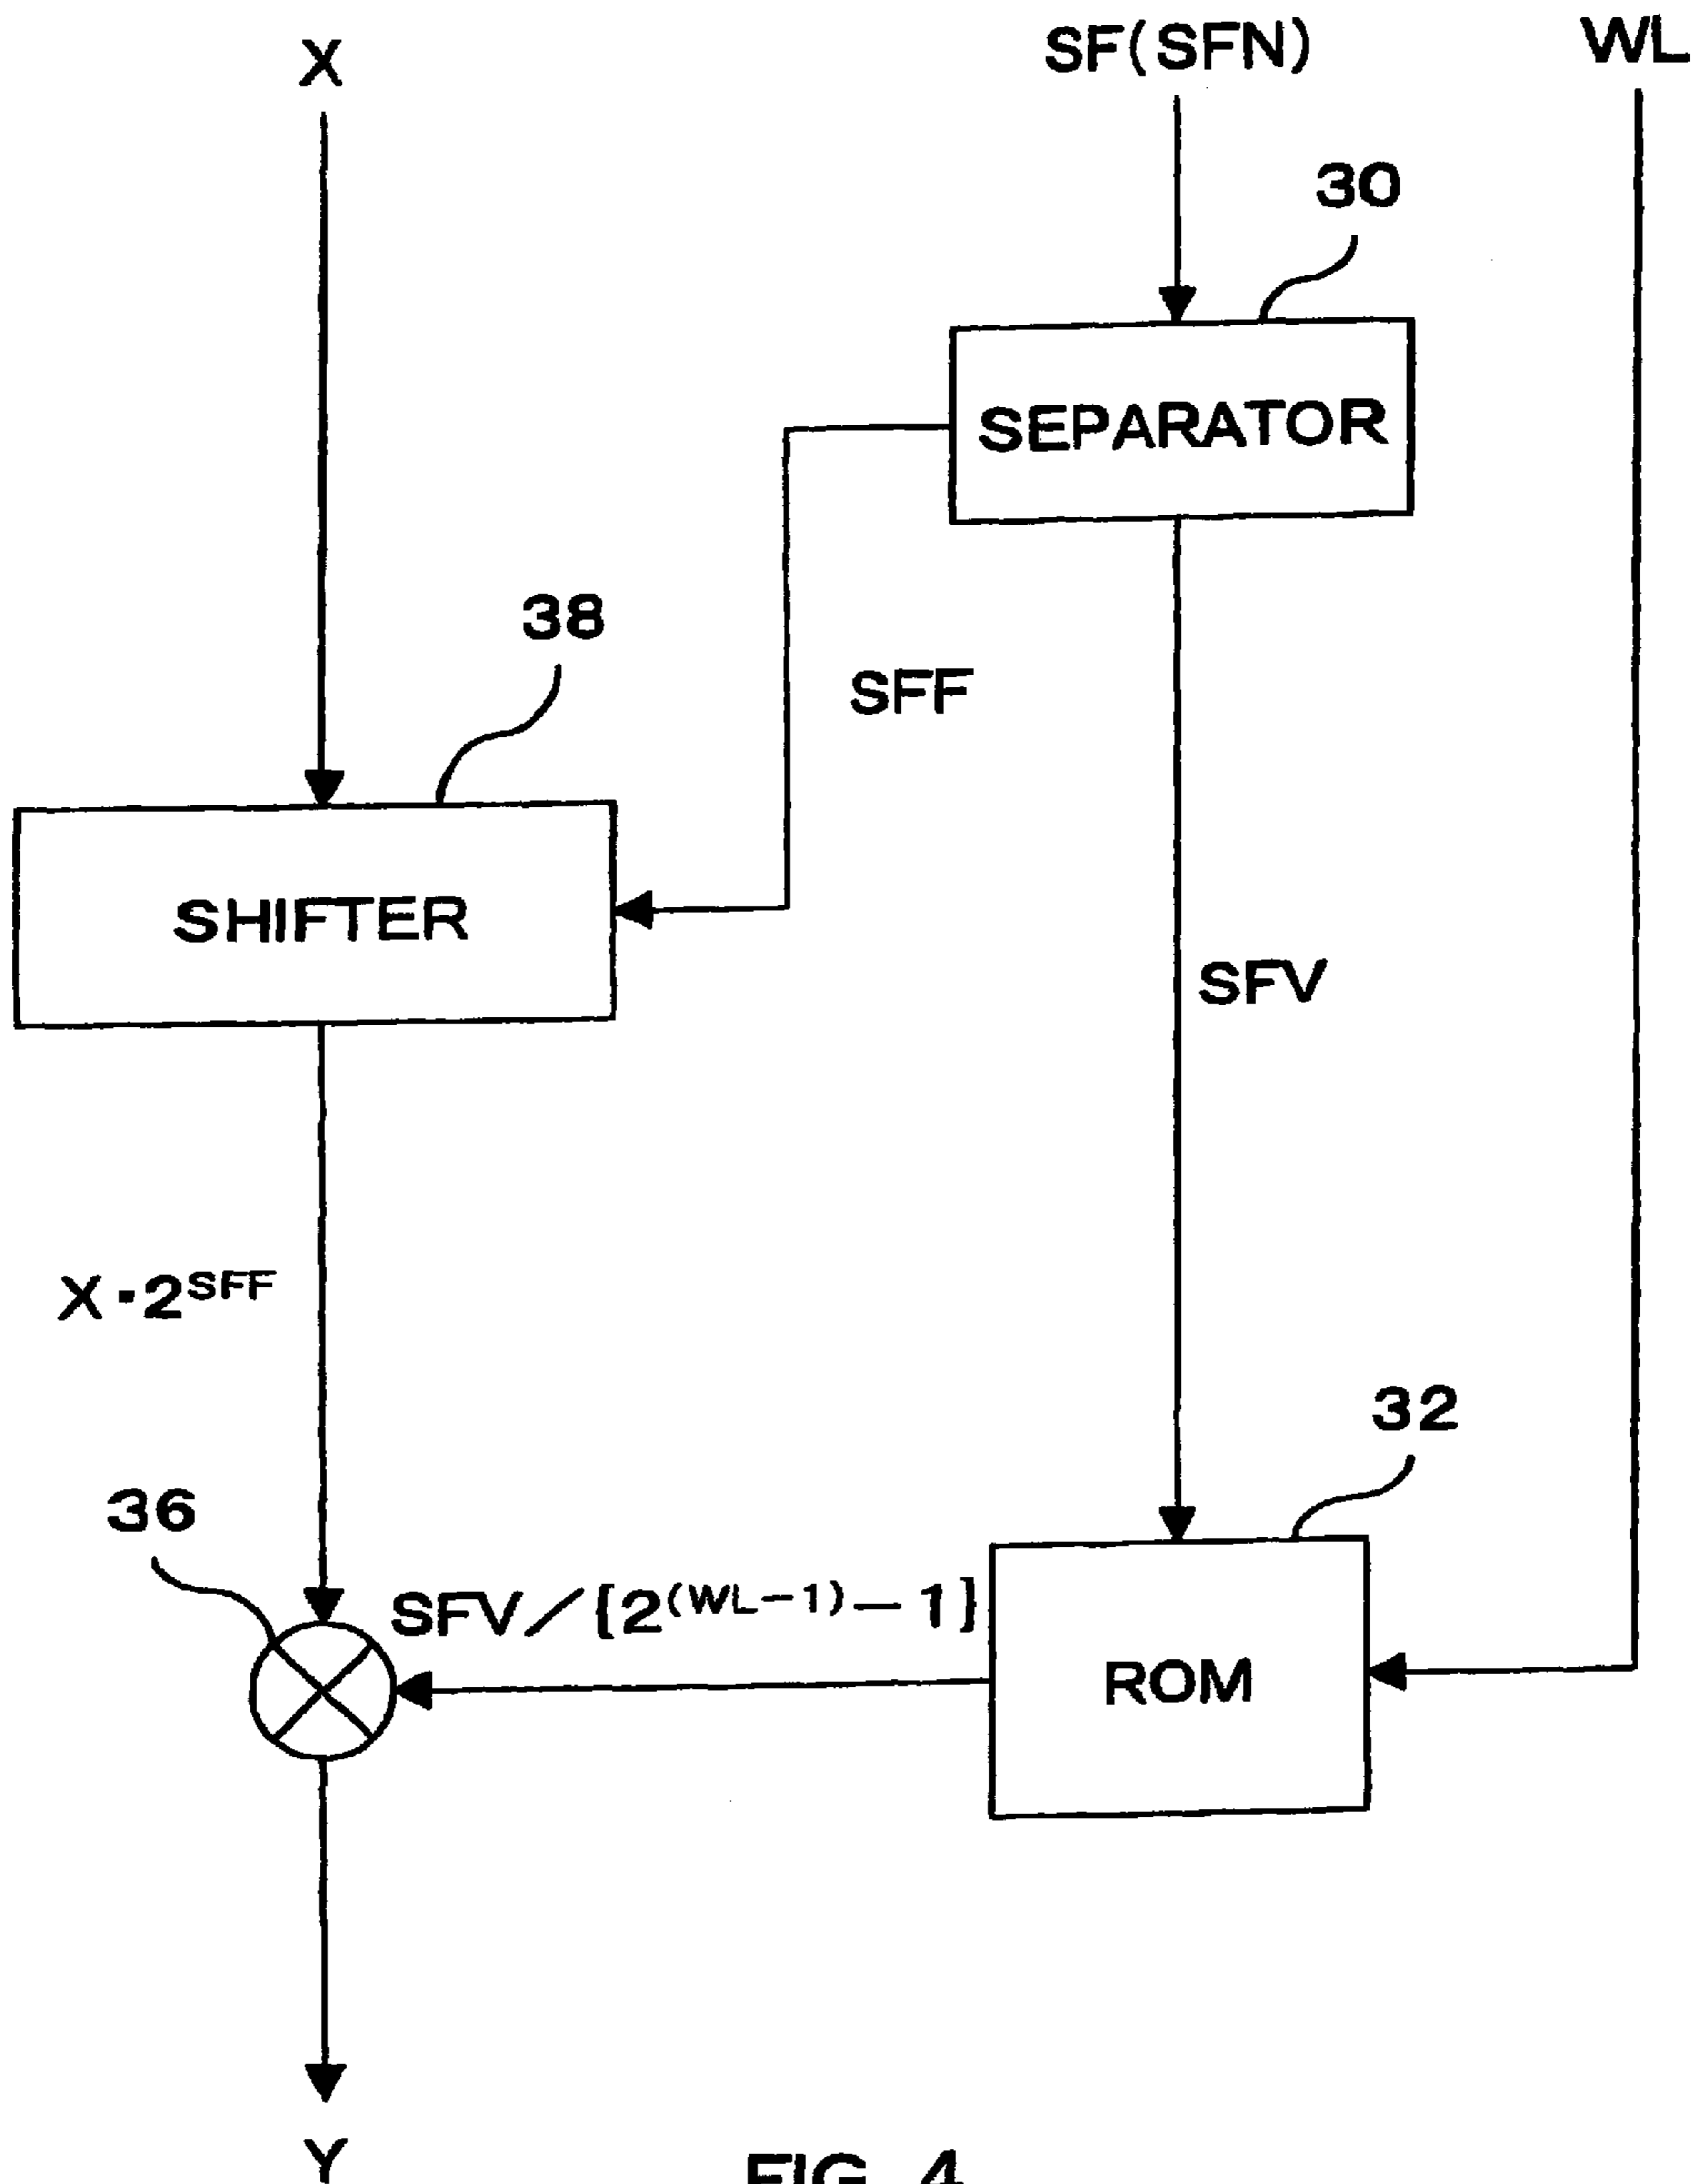 X
SF(SFN)
WL
30
SEPARATOR
38
SFF
SHIFTER
SFV
X・2^SFF
32
36
SFV/{2^(WL-1)-1}
ROM
Y
FIG. 4